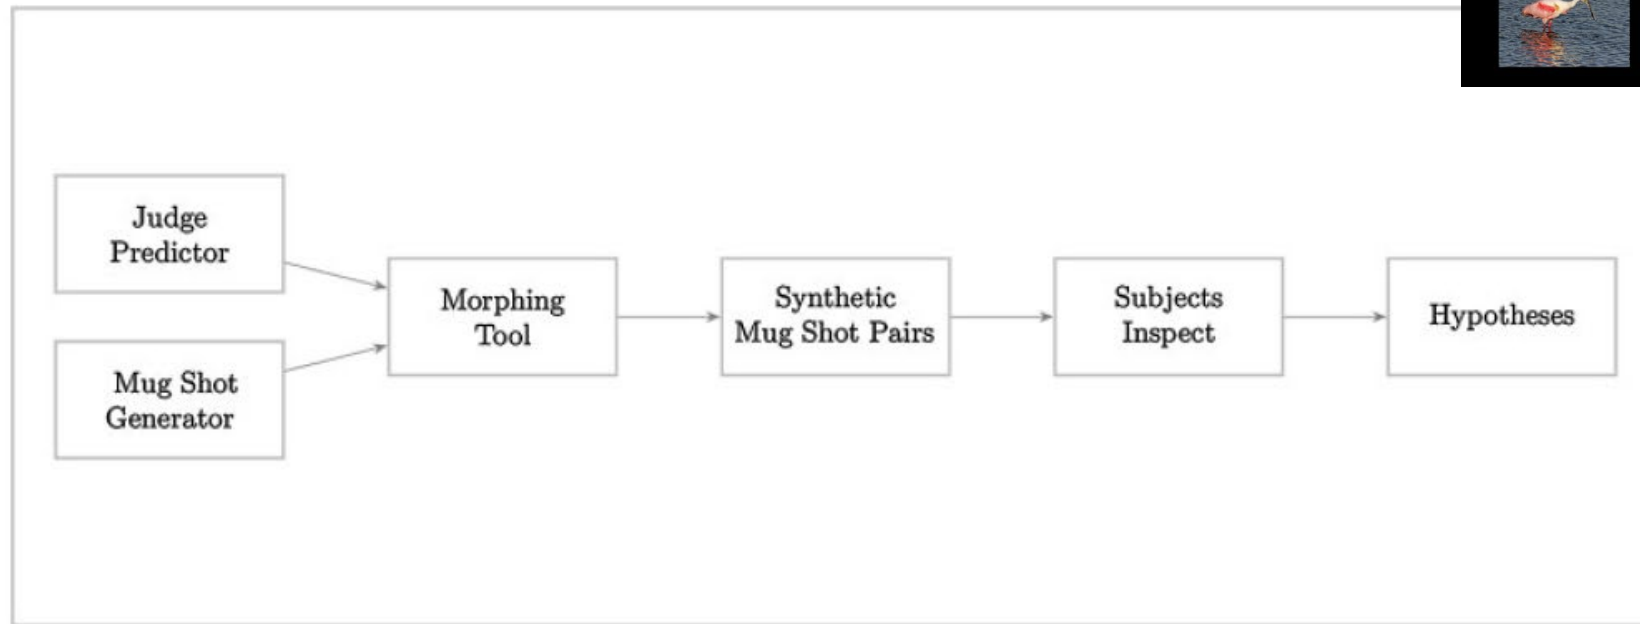 Judge
Predictor
Mug Shot
Generator
Morphing
Tool
Synthetic
Mug Shot Pairs
Subjects
Inspect
Hypotheses